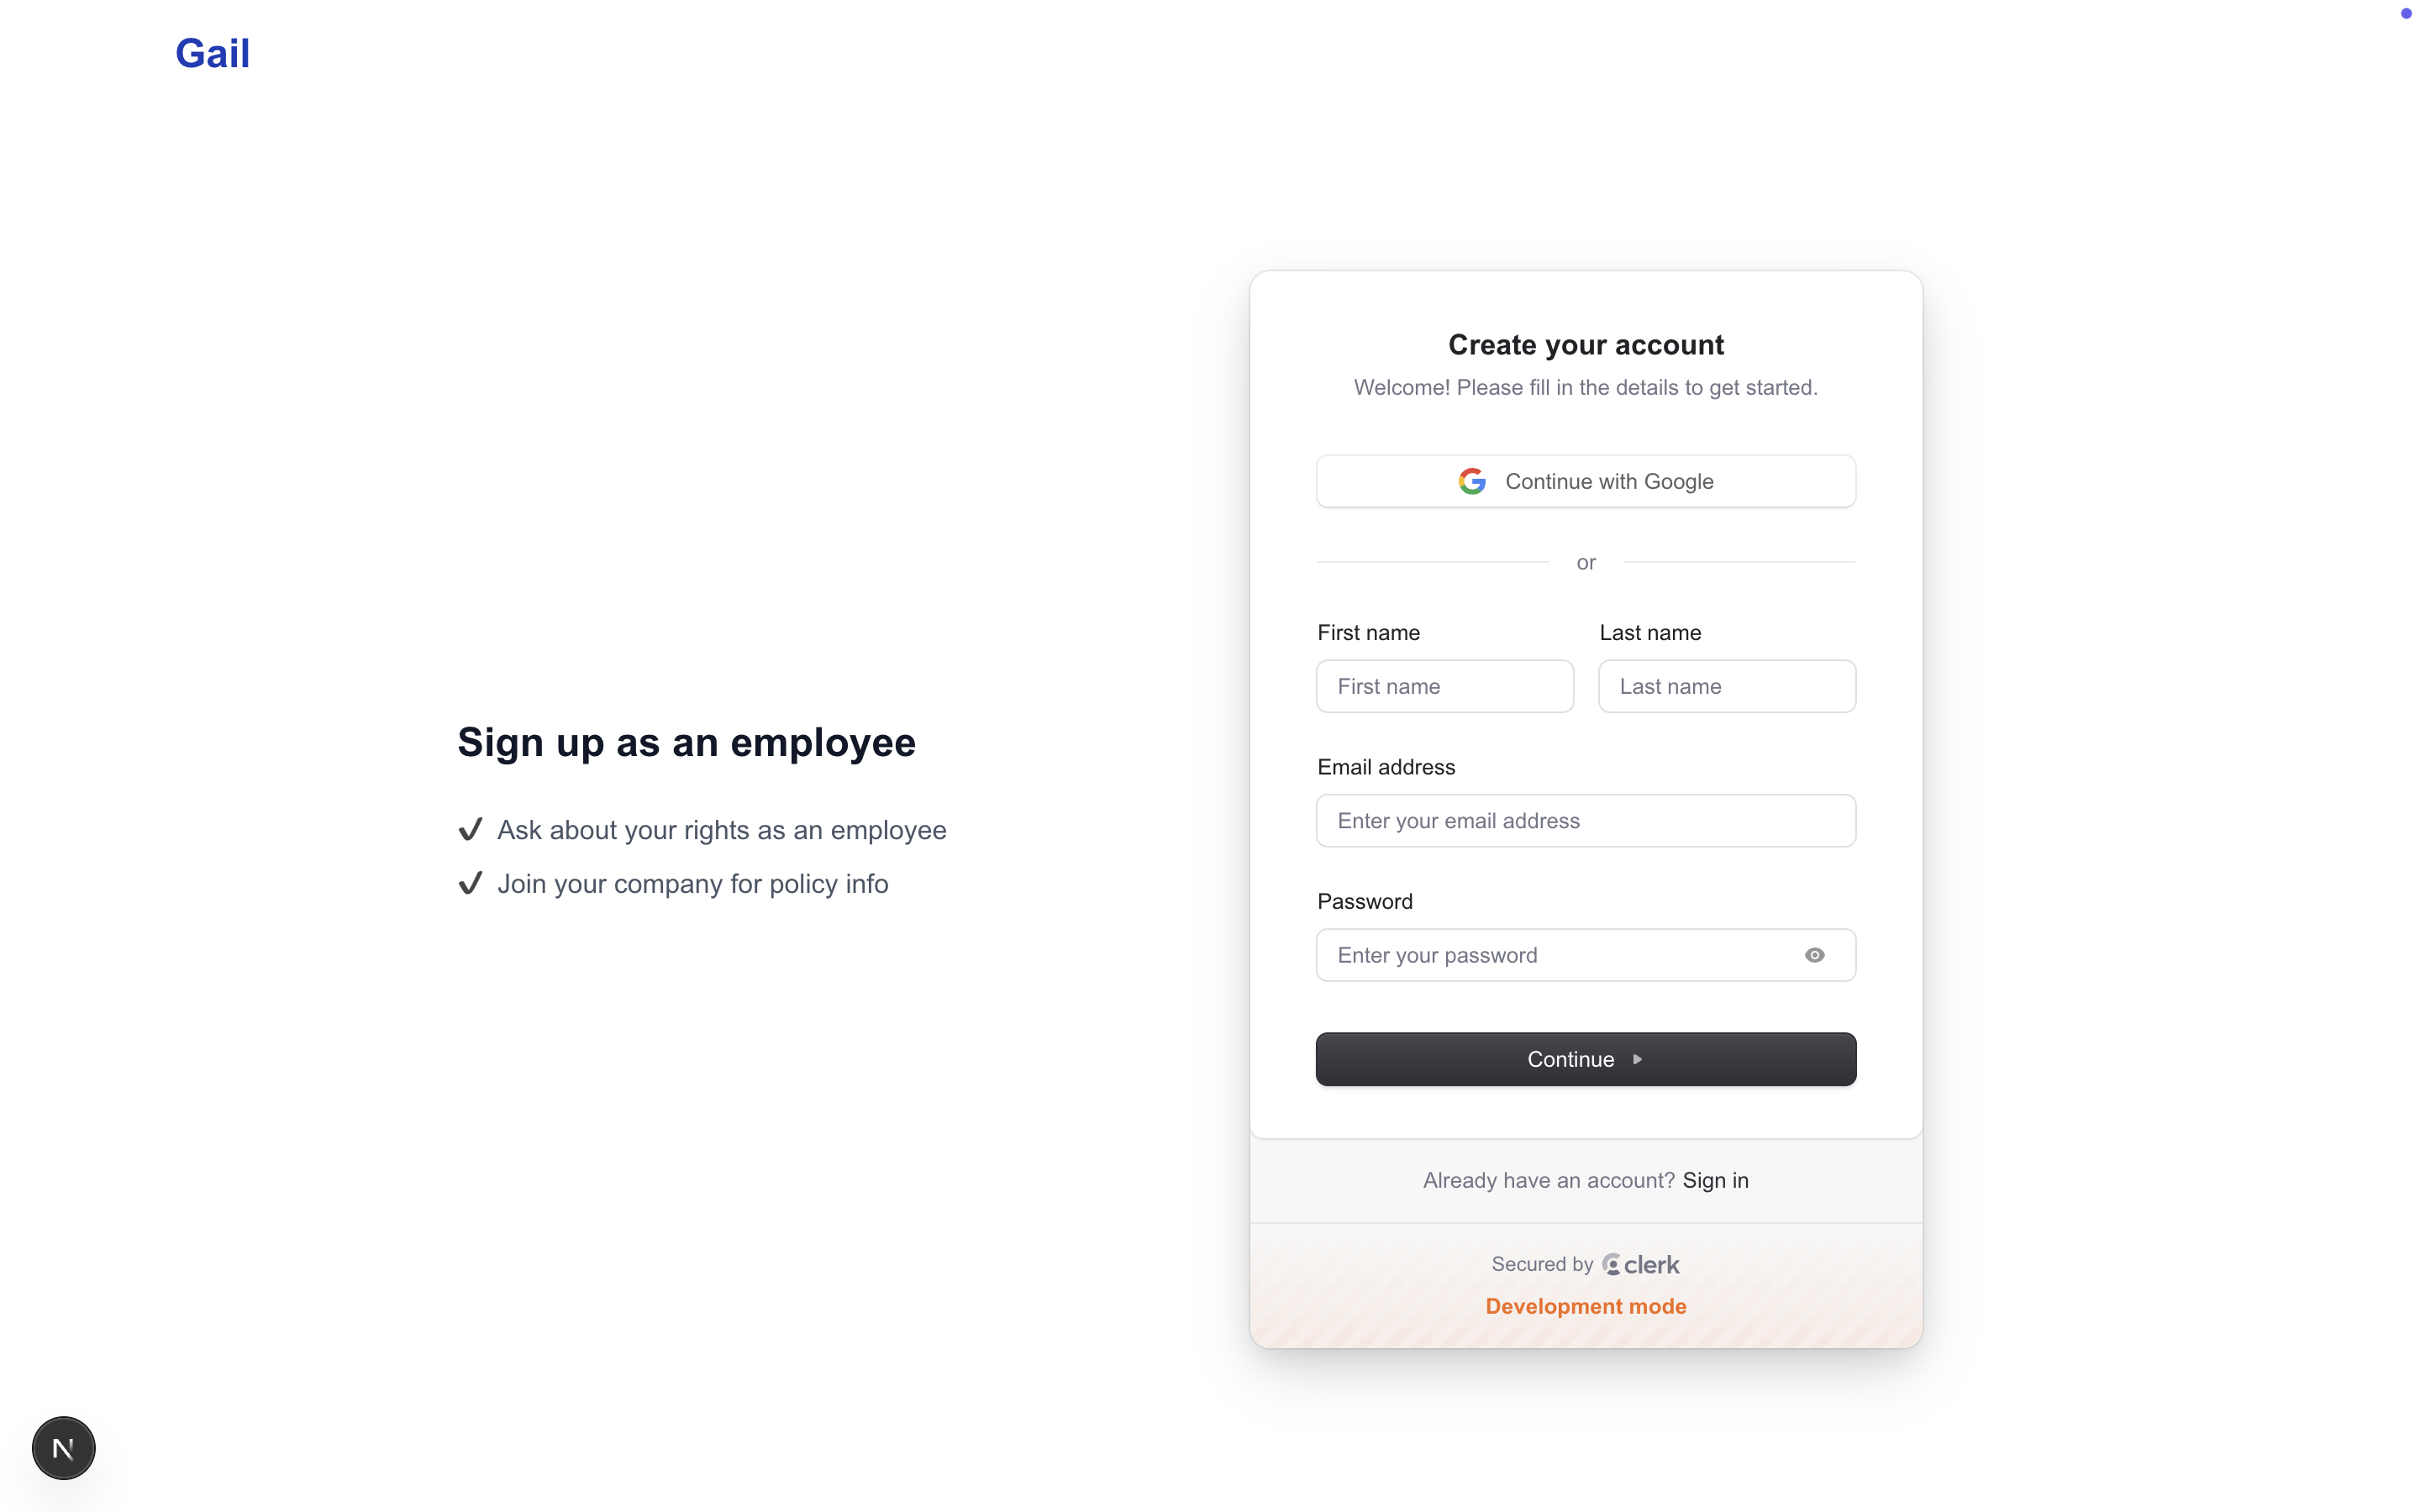 Gail
Sign up as an employee
✓ Ask about your rights as an employee
✓ Join your company for policy info
Create your account
Welcome! Please fill in the details to get started.
Continue with Google
or
First name
Last name
First name
Last name
Email address
Enter your email address
Password
Enter your password
Continue
Already have an account? Sign in
Secured by clerk
Development mode
N